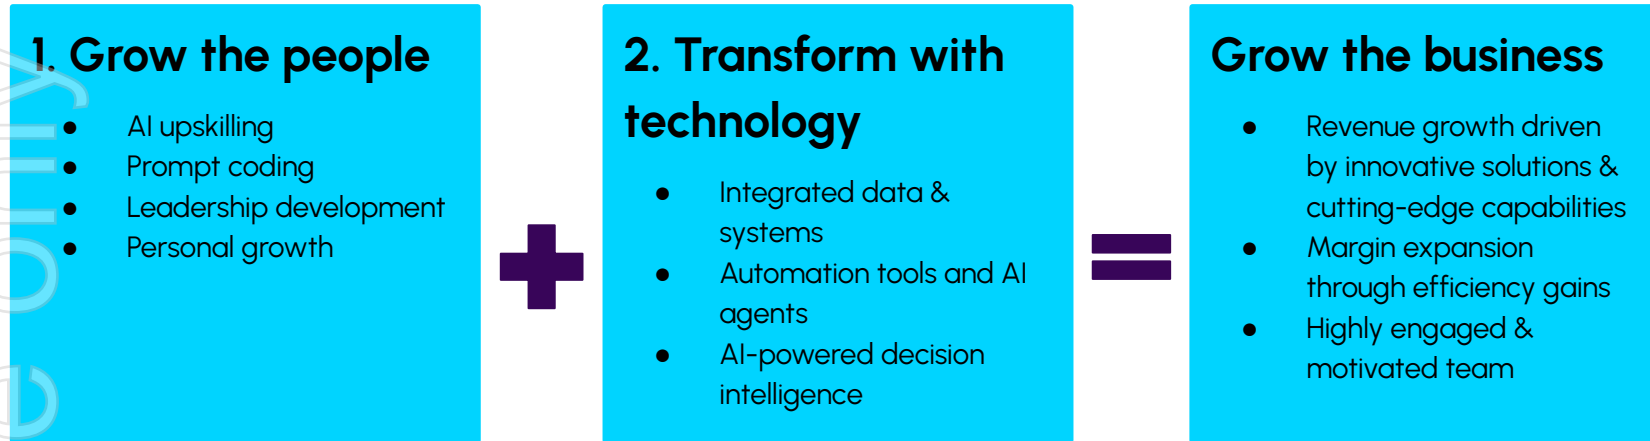 1. Grow the people
● AI upskilling
● Prompt coding
● Leadership development
● Personal growth
2. Transform with
technology
● Integrated data &
systems
● Automation tools and AI
agents
● AI-powered decision
intelligence
Grow the business
● Revenue growth driven
by innovative solutions &
cutting-edge capabilities
● Margin expansion
through efficiency gains
● Highly engaged &
motivated team